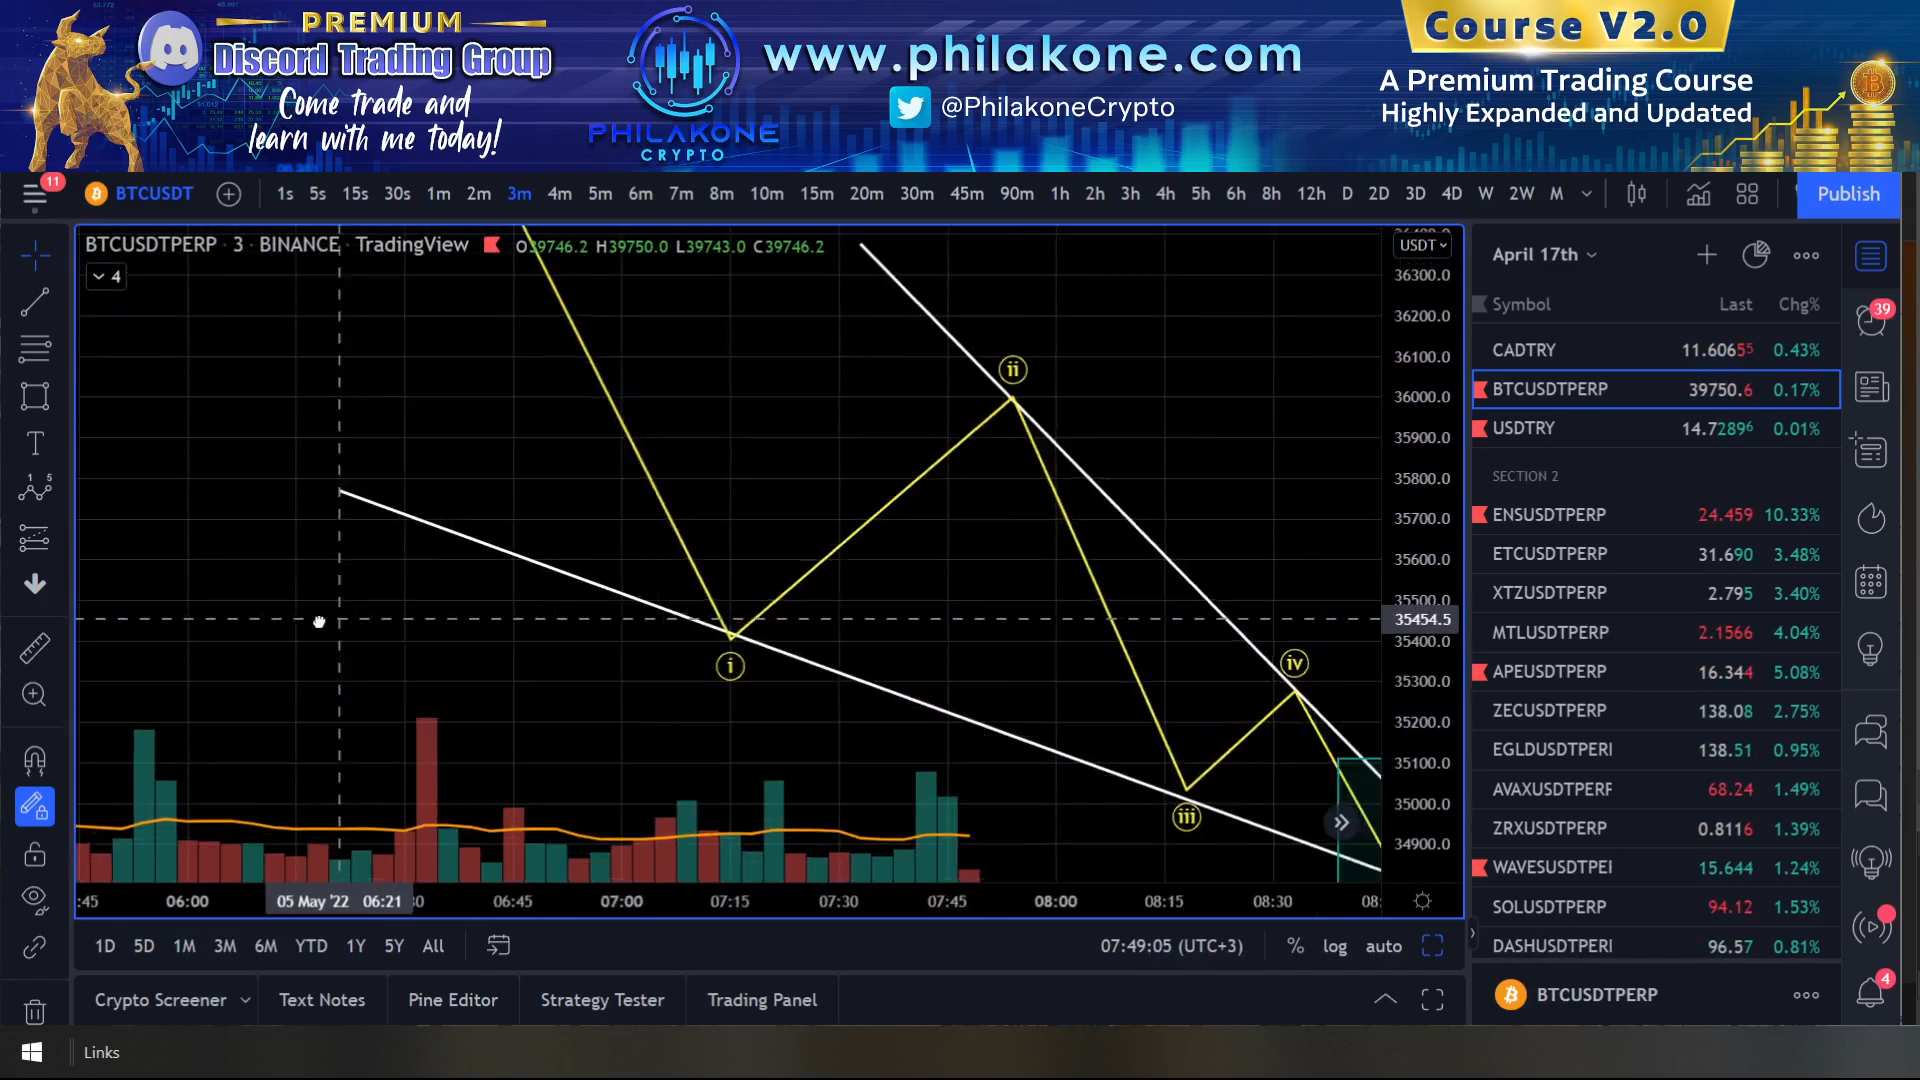 PREMIUM
Discord Trading Group
Come trade and
learn with me today!
PHILAKONE
CRYPTO
www.philakone.com
@PhilakoneCrypto
Course V2.0
A Premium Trading Course
Highly Expanded and Updated
11
BTCUSDT
1s 5s 15s 30s 1m 2m 3m 4m 5m 6m 7m 8m 10m 15m 20m 30m 45m 90m 1h 2h 3h 4h 5h 6h 8h 12h D 2D 3D 4D W 2W M
Publish
BTCUSDTPERP · 3 · BINANCE · TradingView O39746.2 H39750.0 L39743.0 C39746.2
4
USDT
36300.0
36200.0
36100.0
36000.0
35900.0
35800.0
35700.0
35600.0
35500.0
35454.5
35400.0
35300.0
35200.0
35100.0
35000.0
34900.0
ii
i
iv
iii
:45 06:00 05 May '22 06:21 30 06:45 07:00 07:15 07:30 07:45 08:00 08:15 08:30 08:
1D 5D 1M 3M 6M YTD 1Y 5Y All
07:49:05 (UTC+3) % log auto
Crypto Screener Text Notes Pine Editor Strategy Tester Trading Panel
April 17th
Symbol Last Chg%
CADTRY 11.60655 0.43%
BTCUSDTPERP 39750.6 0.17%
USDTRY 14.72896 0.01%
SECTION 2
ENSUSDTPERP 24.459 10.33%
ETCUSDTPERP 31.690 3.48%
XTZUSDTPERP 2.795 3.40%
MTLUSDTPERP 2.1566 4.04%
APEUSDTPERP 16.344 5.08%
ZECUSDTPERP 138.08 2.75%
EGLDUSDTPERI 138.51 0.95%
AVAXUSDTPERF 68.24 1.49%
ZRXUSDTPERP 0.8116 1.39%
WAVESUSDTPEI 15.644 1.24%
SOLUSDTPERP 94.12 1.53%
DASHUSDTPERI 96.57 0.81%
BTCUSDTPERP
39
4
1 5
T
Links